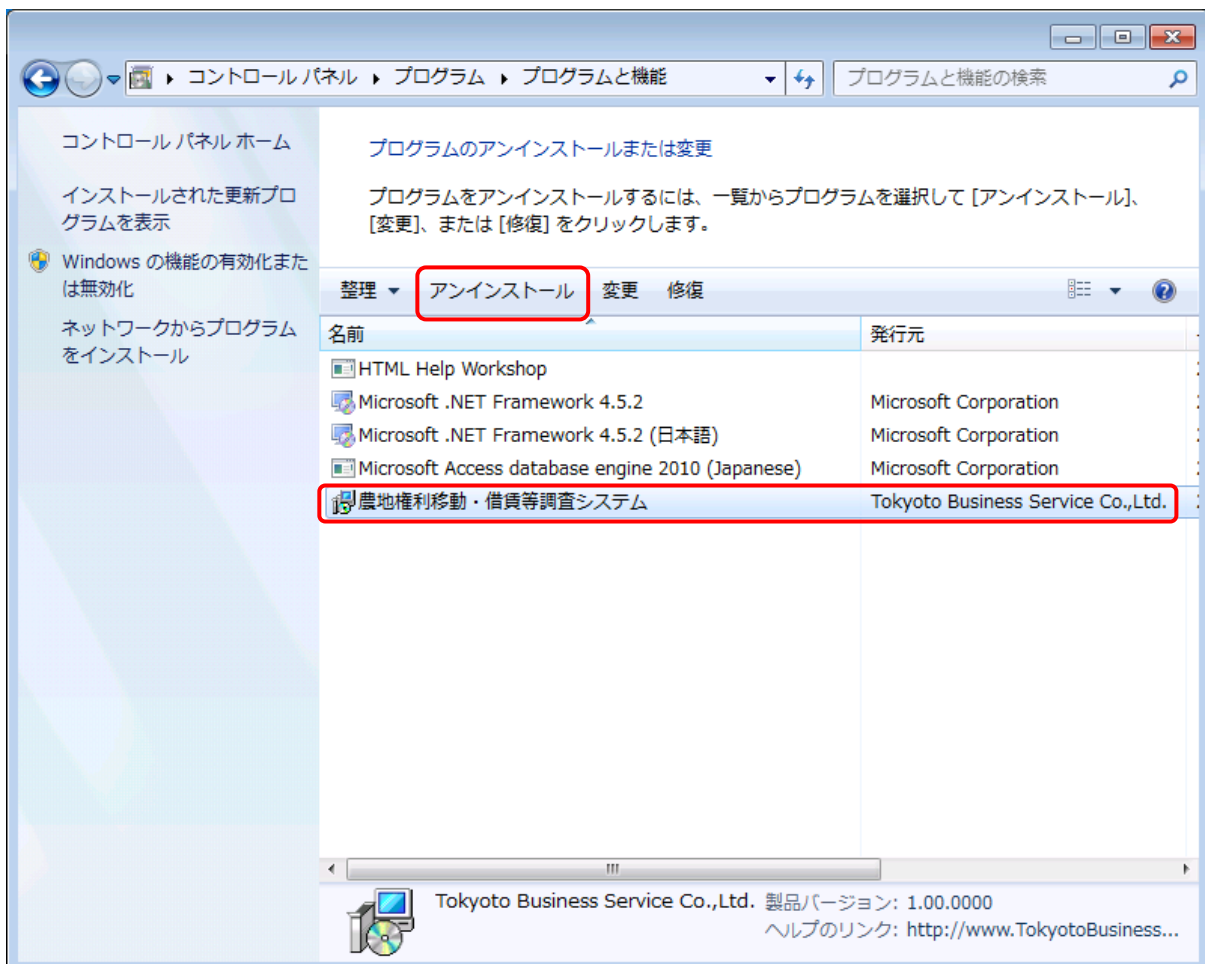 コントロール パネル ▸ プログラム ▸ プログラムと機能
プログラムと機能の検索
コントロール パネル ホーム
インストールされた更新プロ
グラムを表示
Windows の機能の有効化また
は無効化
ネットワークからプログラム
をインストール
プログラムのアンインストールまたは変更
プログラムをアンインストールするには、一覧からプログラムを選択して [アンインストール]、
[変更]、または [修復] をクリックします。
整理 アンインストール 変更 修復
名前 発行元
HTML Help Workshop
Microsoft .NET Framework 4.5.2 Microsoft Corporation
Microsoft .NET Framework 4.5.2 (日本語) Microsoft Corporation
Microsoft Access database engine 2010 (Japanese) Microsoft Corporation
農地権利移動・借賃等調査システム Tokyoto Business Service Co.,Ltd.
Tokyoto Business Service Co.,Ltd. 製品バージョン: 1.00.0000
ヘルプのリンク: http://www.TokyotoBusiness...